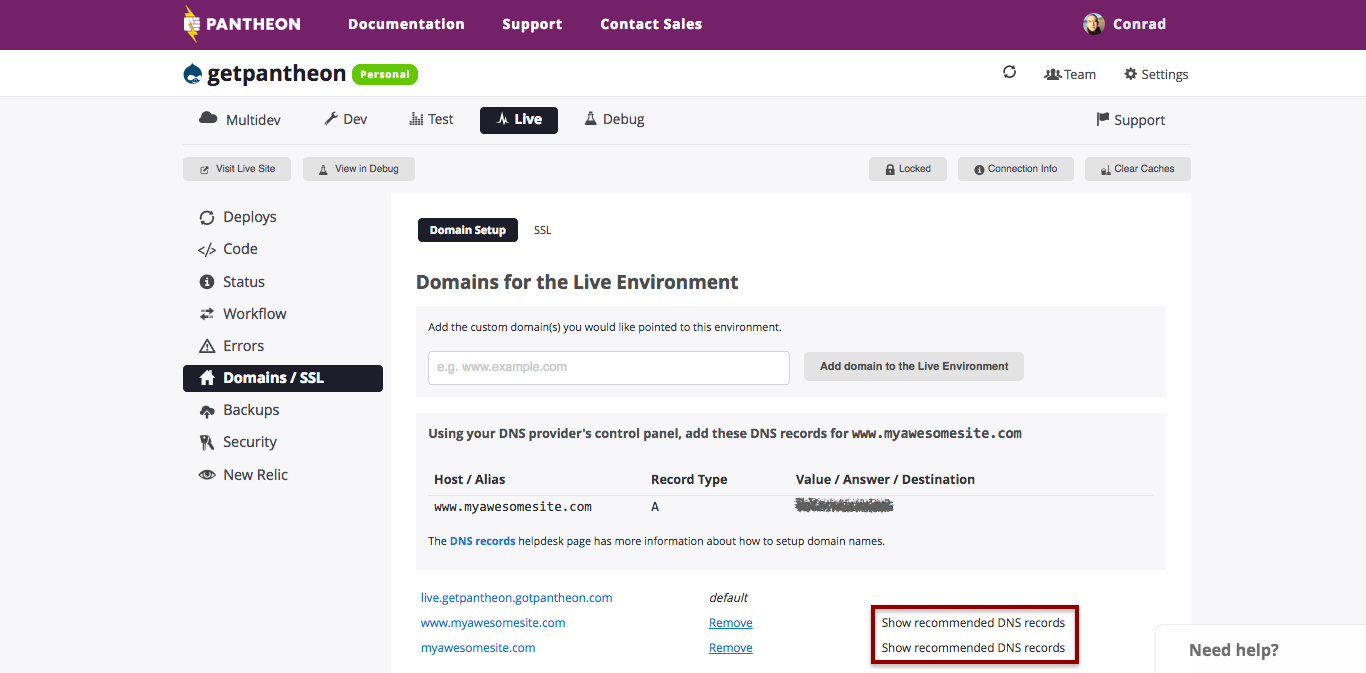 PANTHEON Documentation Support Contact Sales Conrad
getpantheon Personal Team Settings
Multidev Dev Test Live Debug Support
Visit Live Site View in Debug Locked Connection Info Clear Caches
Deploys
Code
Status
Workflow
Errors
Domains / SSL
Backups
Security
New Relic
Domain Setup SSL
Domains for the Live Environment
Add the custom domain(s) you would like pointed to this environment.
e.g. www.example.com Add domain to the Live Environment
Using your DNS provider's control panel, add these DNS records for www.myawesomesite.com
Host / Alias Record Type Value / Answer / Destination
www.myawesomesite.com A
The DNS records helpdesk page has more information about how to setup domain names.
live.getpantheon.gotpantheon.com default
www.myawesomesite.com Remove Show recommended DNS records
myawesomesite.com Remove Show recommended DNS records
Need help?